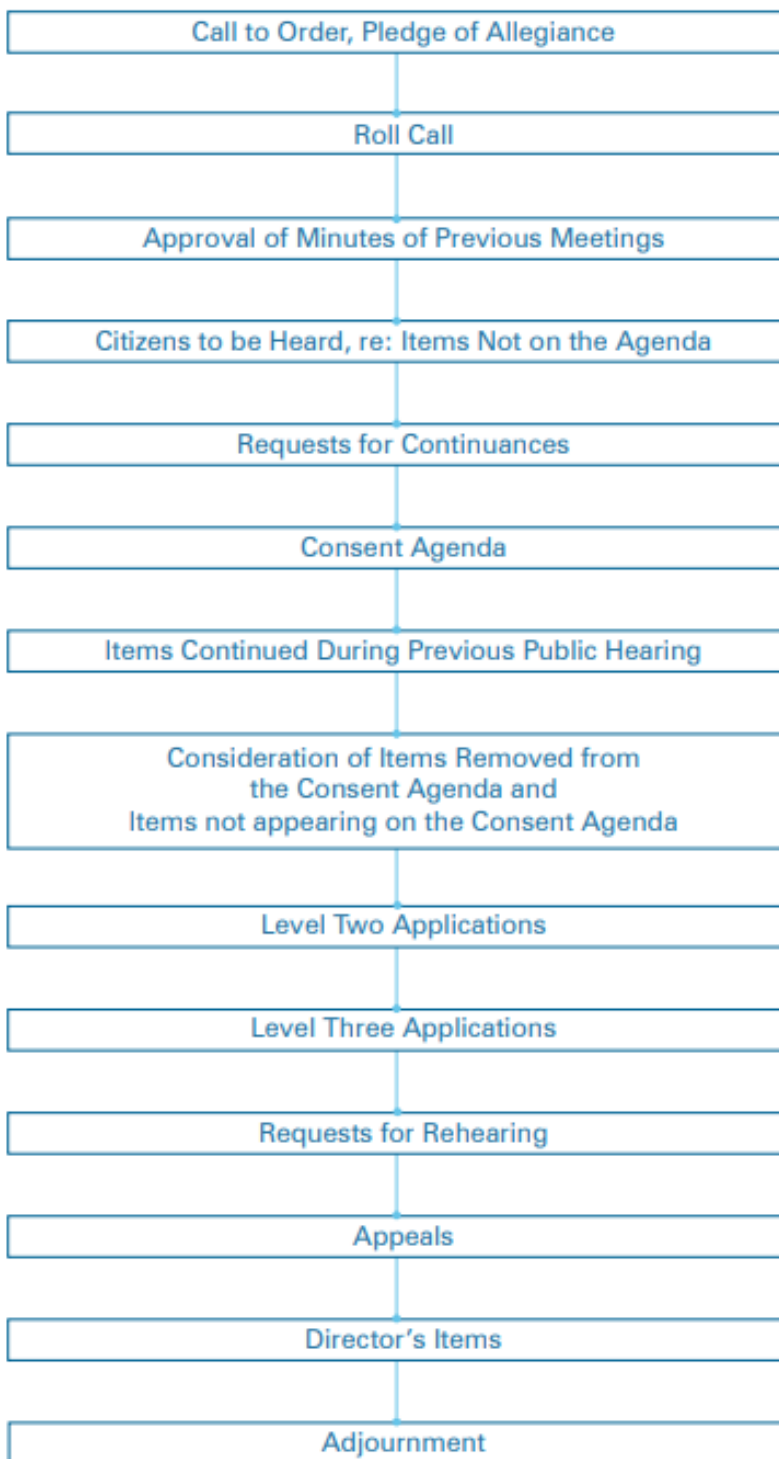 Call to Order, Pledge of Allegiance
Roll Call
Approval of Minutes of Previous Meetings
Citizens to be Heard, re: Items Not on the Agenda
Requests for Continuances
Consent Agenda
Items Continued During Previous Public Hearing
Consideration of Items Removed from
the Consent Agenda and
Items not appearing on the Consent Agenda
Level Two Applications
Level Three Applications
Requests for Rehearing
Appeals
Director’s Items
Adjournment